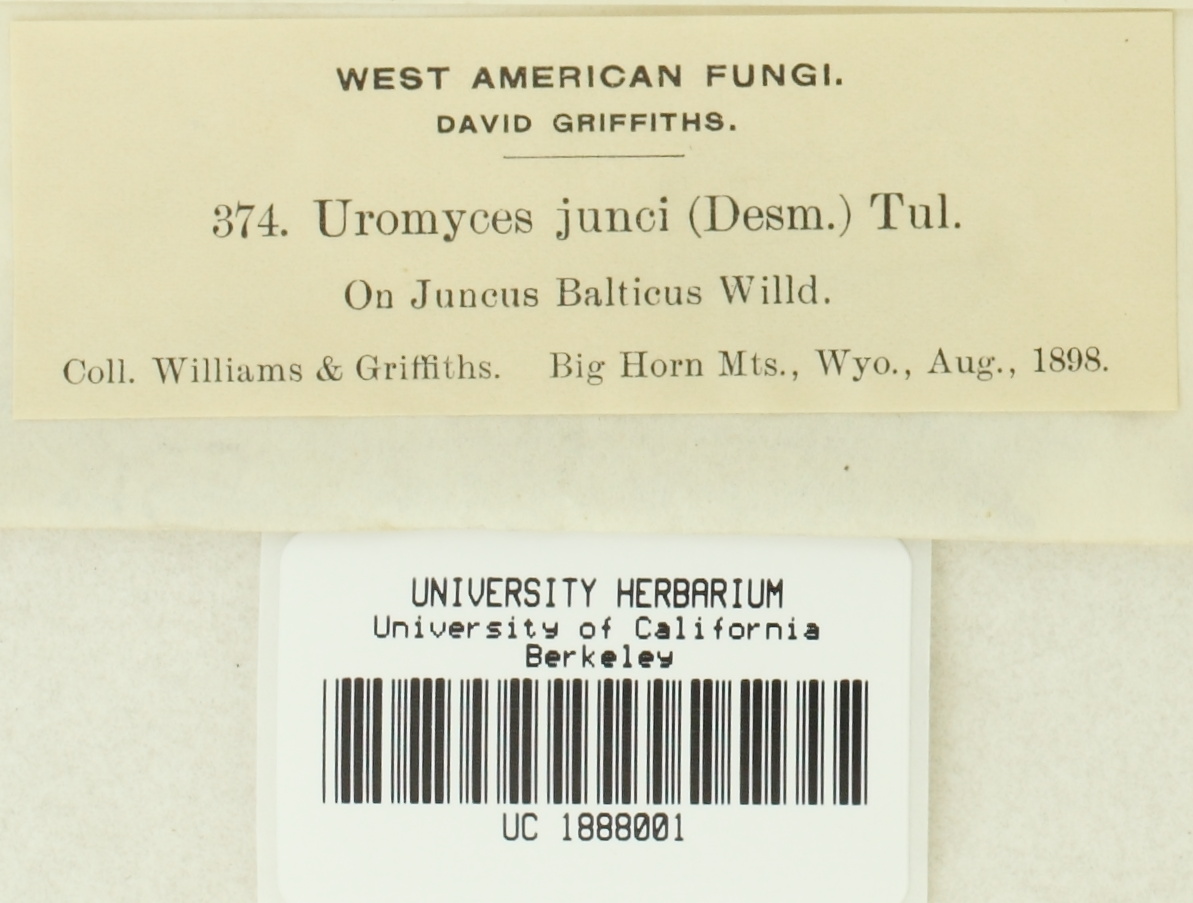 WEST AMERICAN FUNGI.
DAVID GRIFFITHS.
374. Uromyces junci (Desm.) Tul.
On Juncus Balticus Willd.
Coll. Williams & Griffiths. Big Horn Mts., Wyo., Aug., 1898.
UNIVERSITY HERBARIUM
University of California
Berkeley
UC 1888001